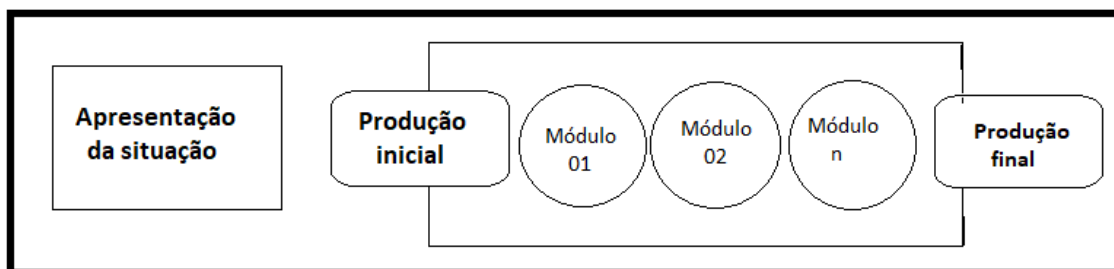 Apresentação
da situação
Produção
inicial
Módulo
01
Módulo
02
Módulo
n
Produção
final